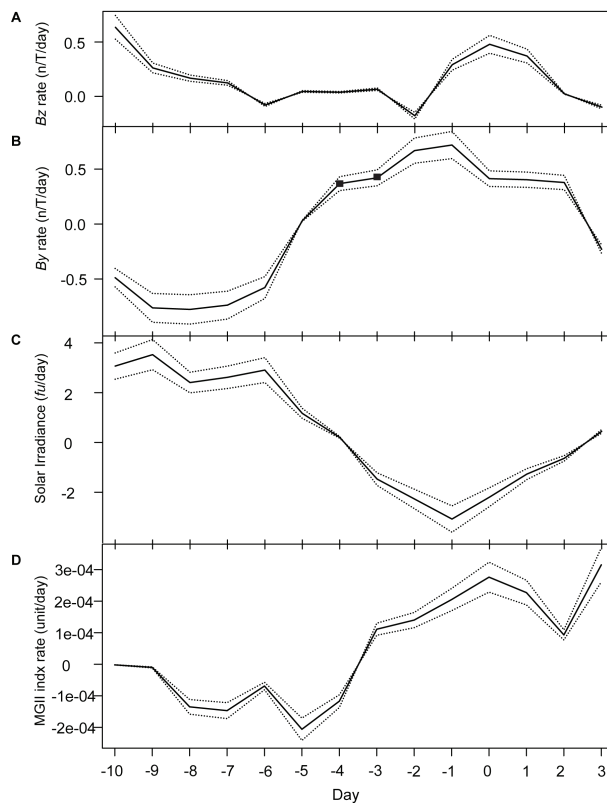 A
Bz rate (n/T/day)
0.5
0.0
B
By rate (n/T/day)
0.5
0.0
-0.5
C
Solar Irradiance (fu/day)
4
2
0
-2
D
MGII indx rate (unit/day)
3e-04
2e-04
1e-04
0
-1e-04
-2e-04
-10 -9 -8 -7 -6 -5 -4 -3 -2 -1 0 1 2 3
Day